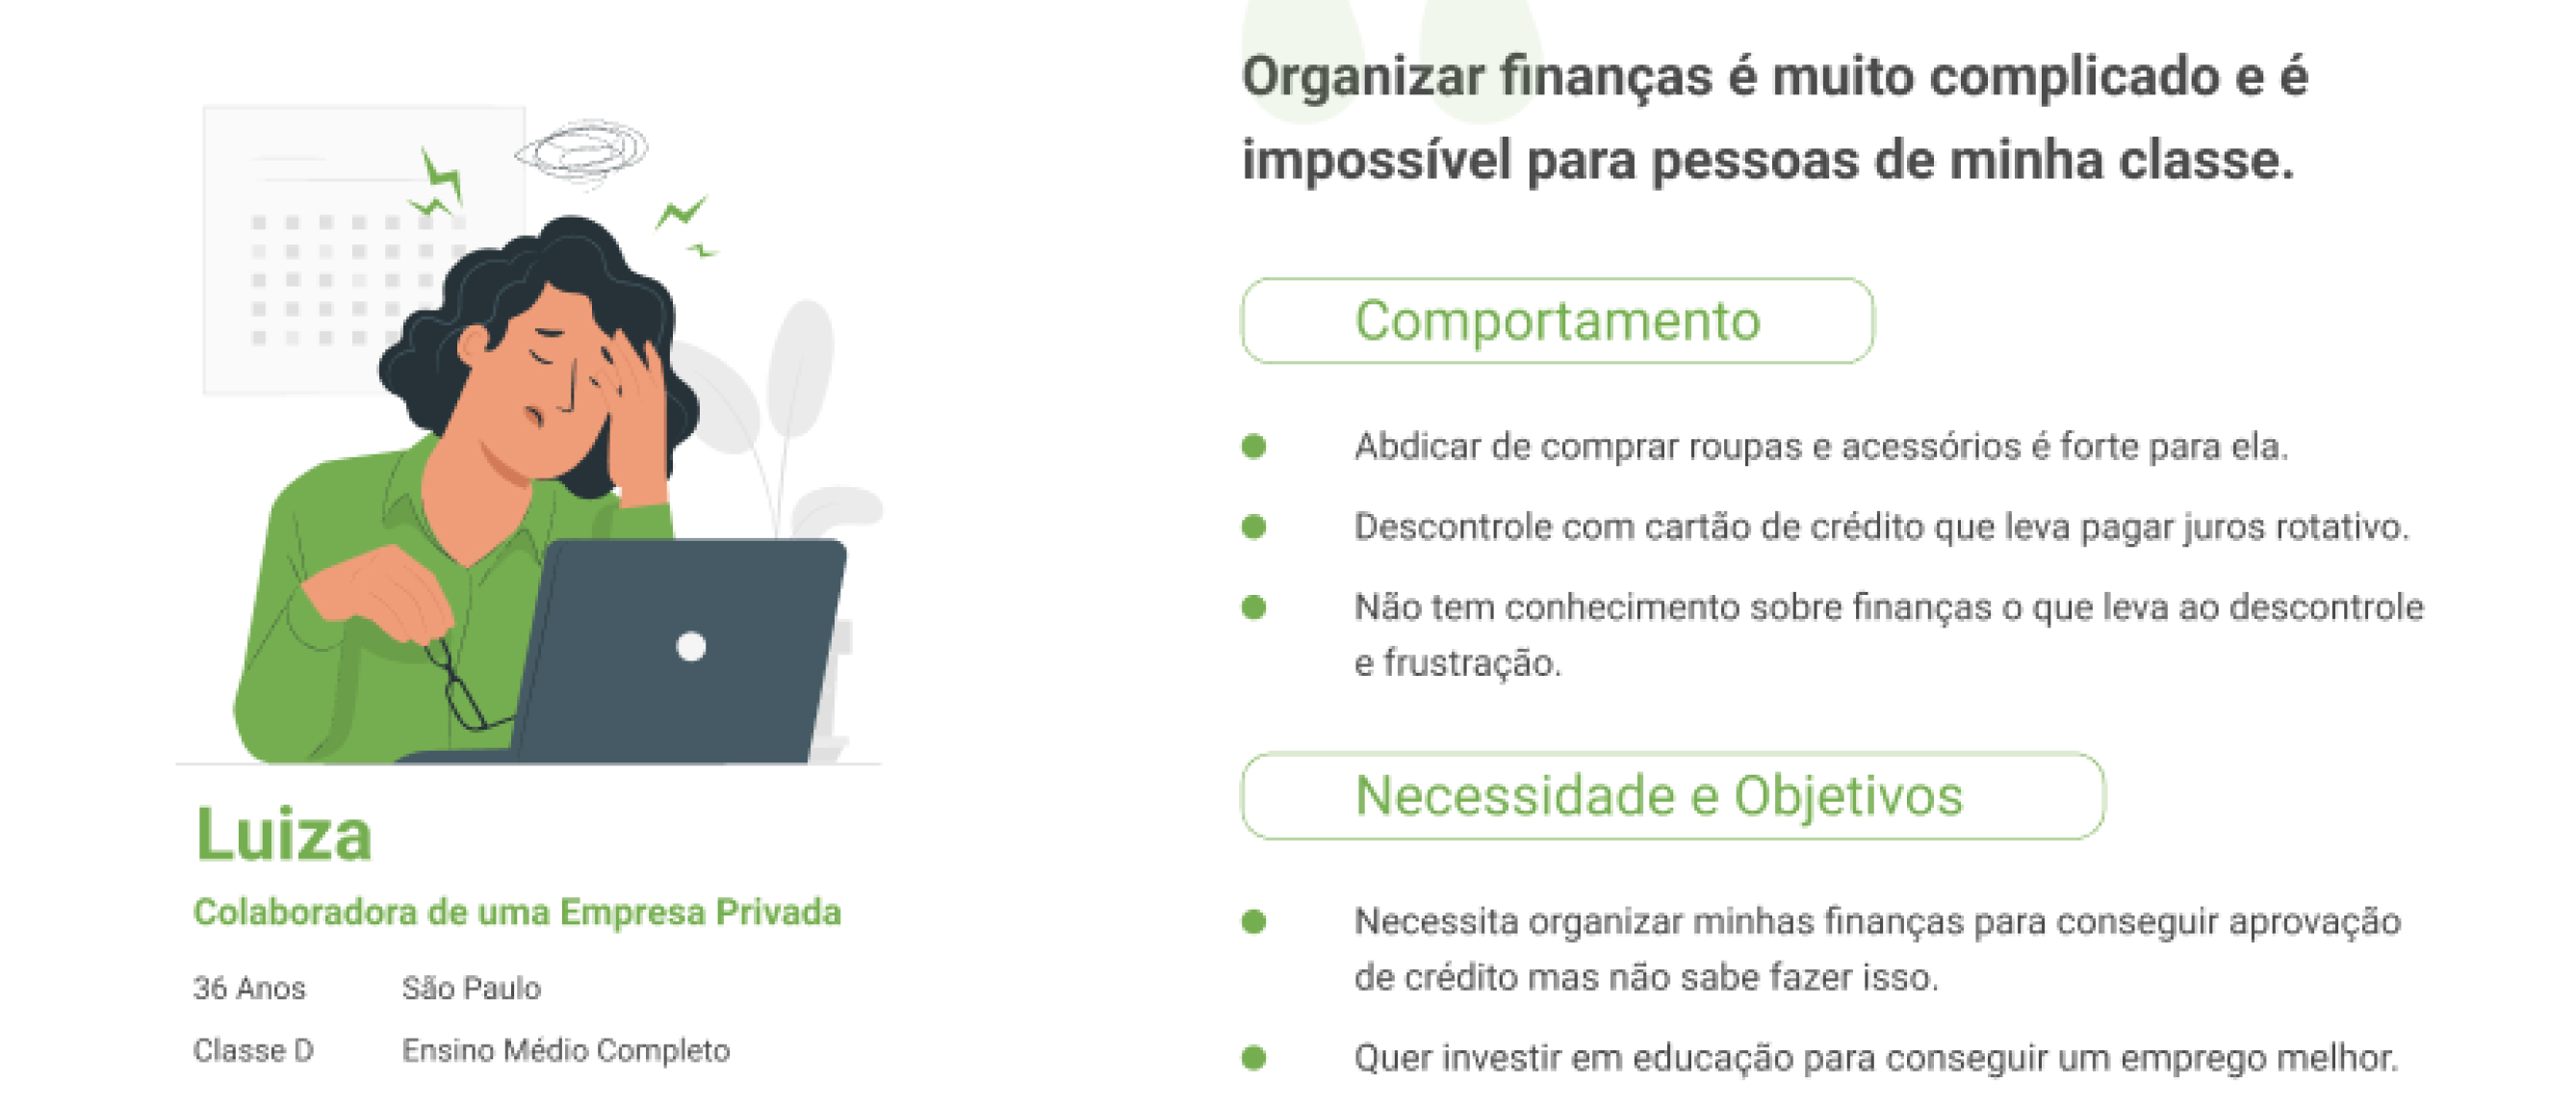 Organizar finanças é muito complicado e é
impossível para pessoas de minha classe.
Comportamento
Abdicar de comprar roupas e acessórios é forte para ela.
Descontrole com cartão de crédito que leva pagar juros rotativo.
Não tem conhecimento sobre finanças o que leva ao descontrole
e frustração.
Necessidade e Objetivos
Necessita organizar minhas finanças para conseguir aprovação
de crédito mas não sabe fazer isso.
Quer investir em educação para conseguir um emprego melhor.
Luiza
Colaboradora de uma Empresa Privada
36 Anos São Paulo
Classe D Ensino Médio Completo